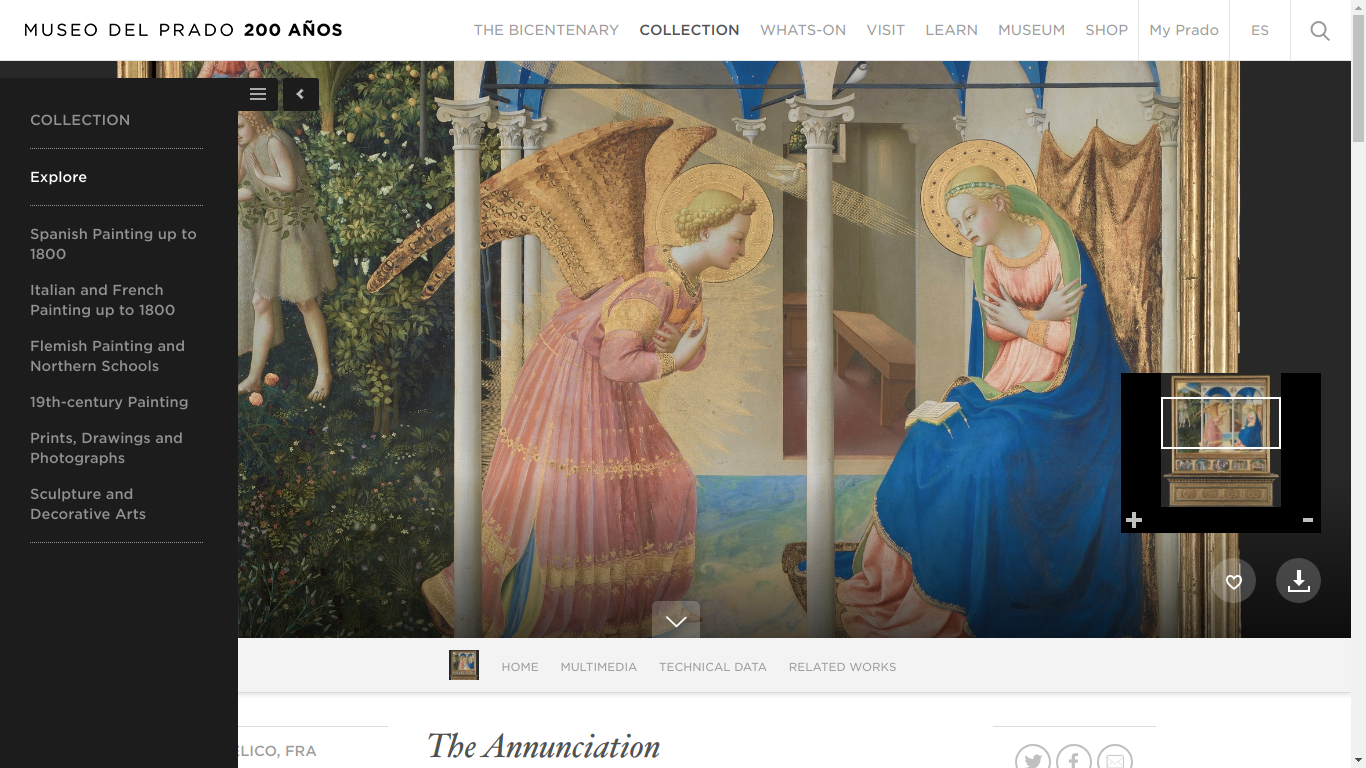 MUSEO DEL PRADO 200 AÑOS
THE BICENTENARY COLLECTION WHATS-ON VISIT LEARN MUSEUM SHOP My Prado ES
COLLECTION
Explore
Spanish Painting up to
1800
Italian and French
Painting up to 1800
Flemish Painting and
Northern Schools
19th-century Painting
Prints, Drawings and
Photographs
Sculpture and
Decorative Arts
HOME MULTIMEDIA TECHNICAL DATA RELATED WORKS
ELICO, FRA
The Annunciation